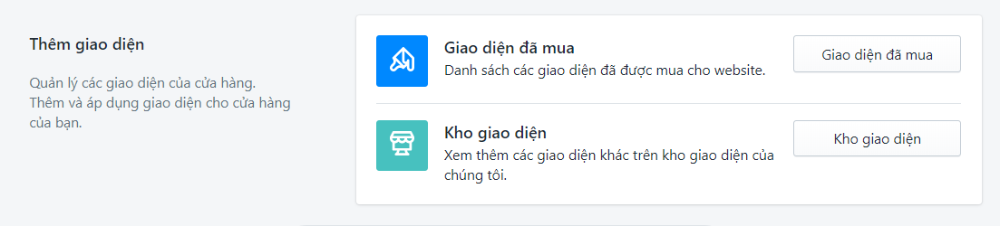 Thêm giao diện
Quản lý các giao diện của cửa hàng.
Thêm và áp dụng giao diện cho cửa hàng
của bạn.
Giao diện đã mua
Danh sách các giao diện đã được mua cho website.
Giao diện đã mua
Kho giao diện
Xem thêm các giao diện khác trên kho giao diện của
chúng tôi.
Kho giao diện